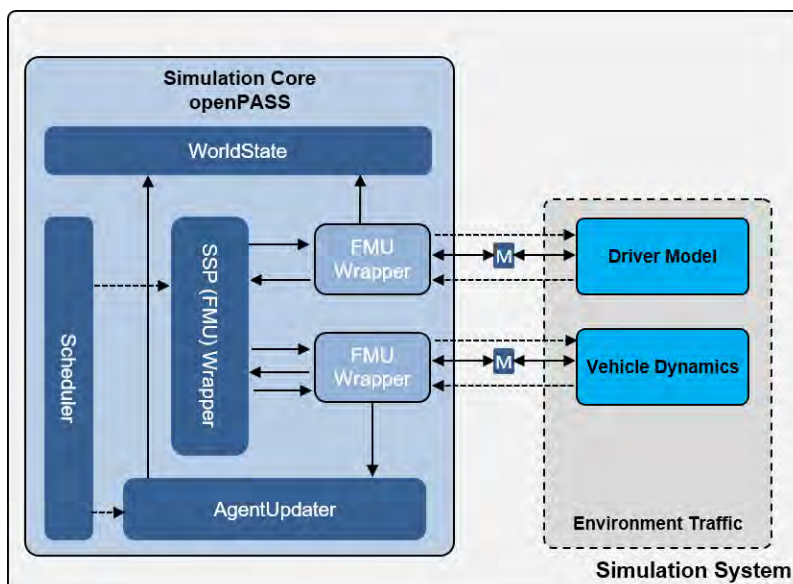 Simulation Core
openPASS
WorldState
Scheduler
SSP (FMU) Wrapper
FMU
Wrapper
M
Driver Model
FMU
Wrapper
M
Vehicle Dynamics
AgentUpdater
Environment Traffic
Simulation System